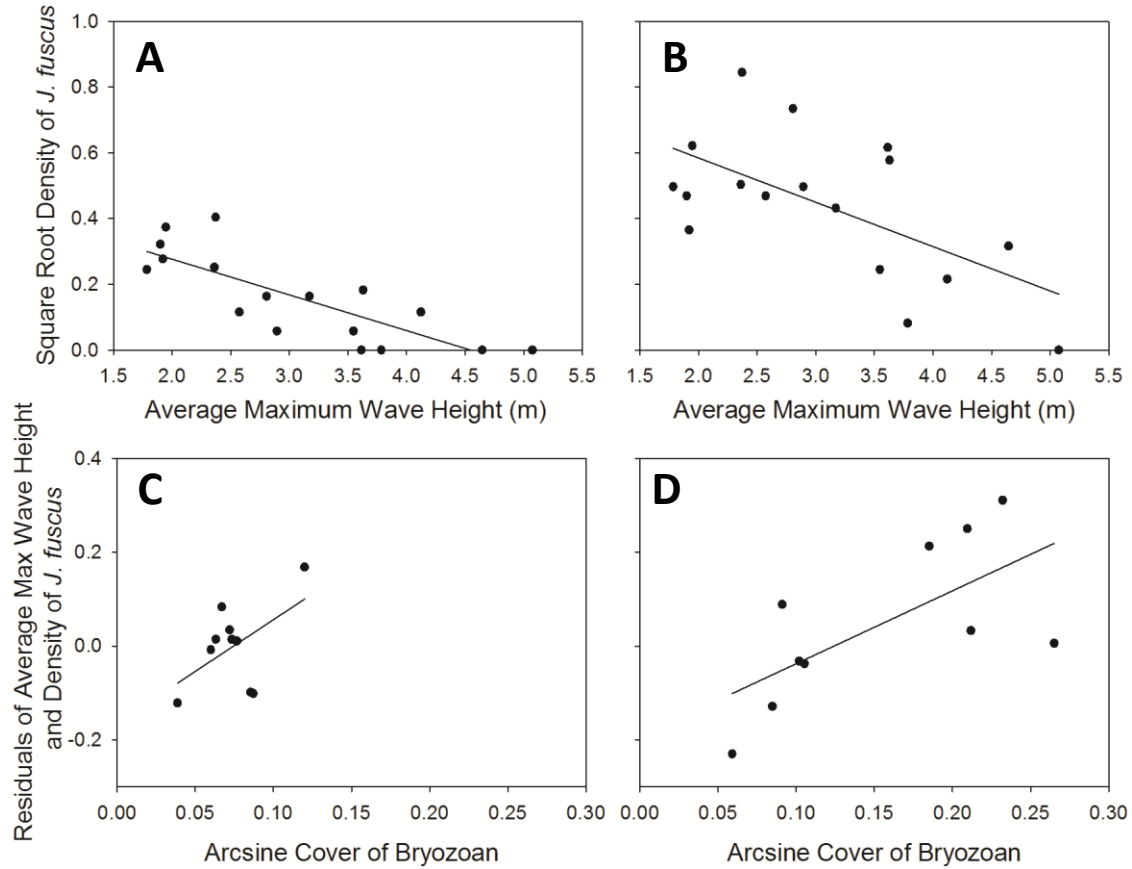 Square Root Density of J. fuscus
1.0
0.8
0.6
0.4
0.2
0.0
A
1.5 2.0 2.5 3.0 3.5 4.0 4.5 5.0 5.5
Average Maximum Wave Height (m)
B
1.5 2.0 2.5 3.0 3.5 4.0 4.5 5.0 5.5
Average Maximum Wave Height (m)
Residuals of Average Max Wave Height
and Density of J. fuscus
0.4
0.2
0.0
-0.2
C
0.00 0.05 0.10 0.15 0.20 0.25 0.30
Arcsine Cover of Bryozoan
D
0.00 0.05 0.10 0.15 0.20 0.25 0.30
Arcsine Cover of Bryozoan